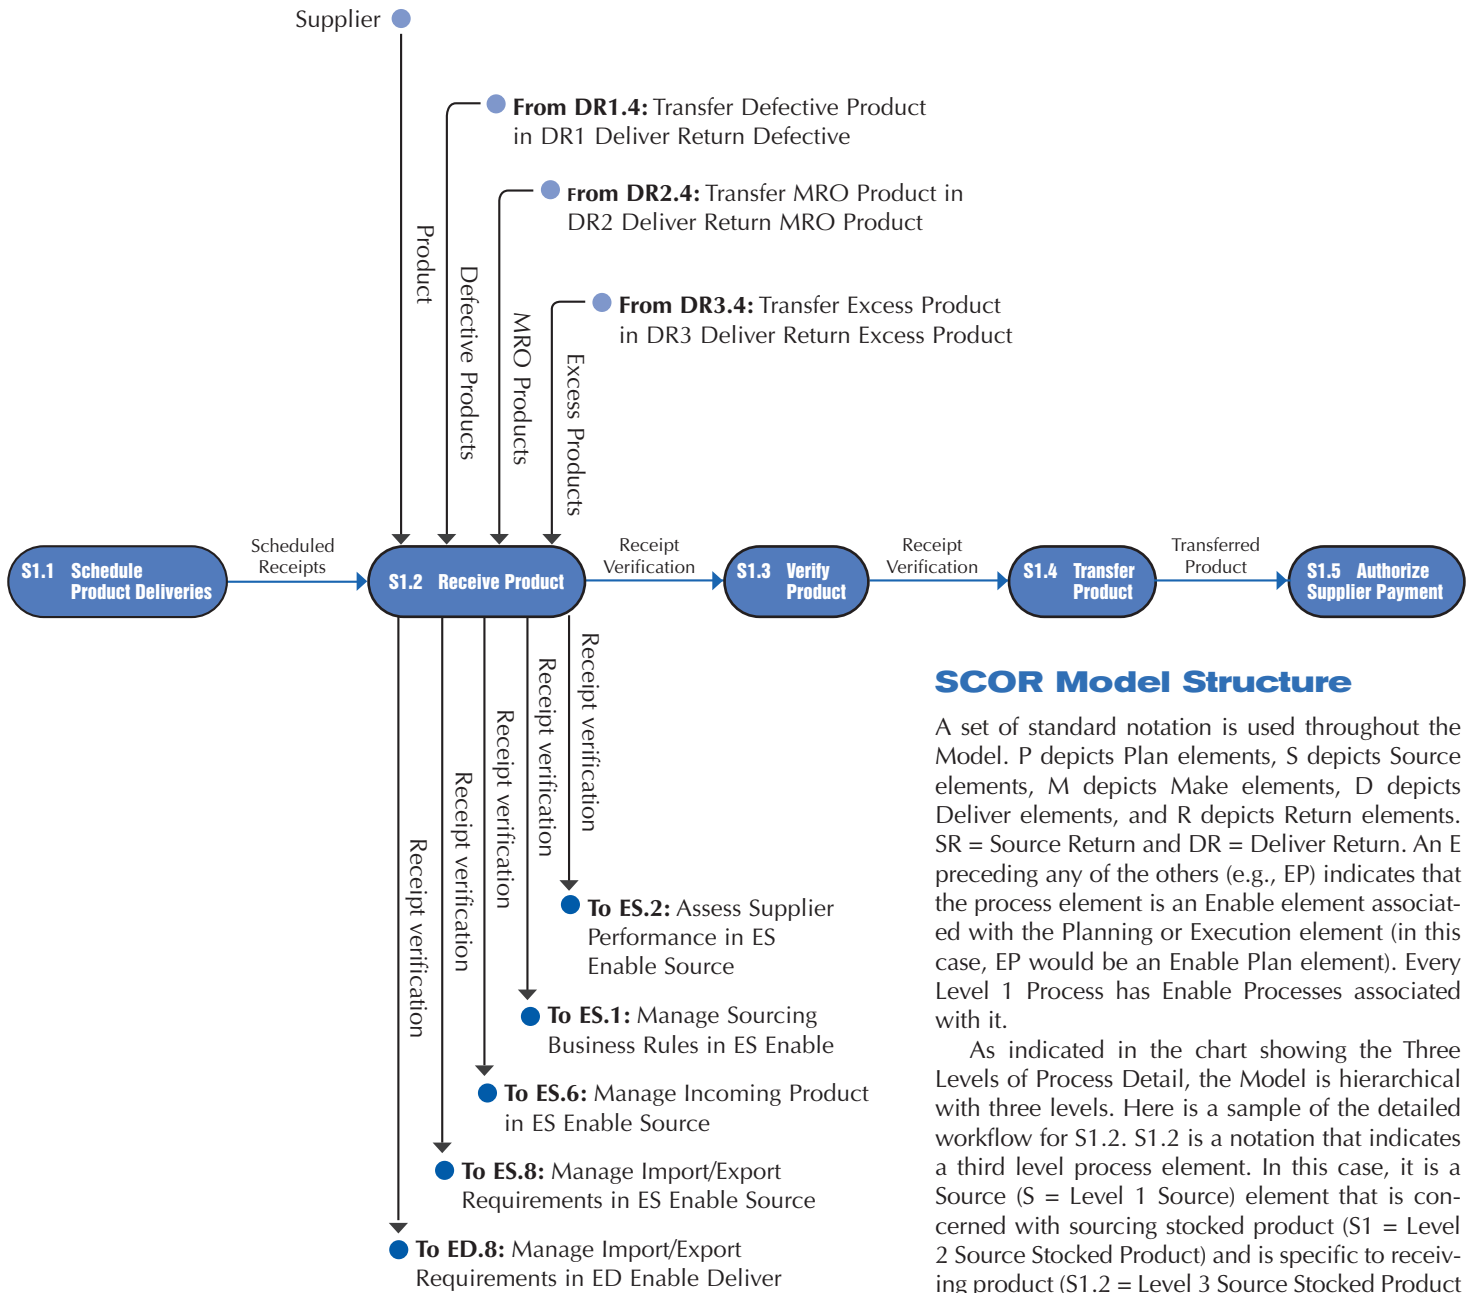 Supplier
From DR1.4: Transfer Defective Product
in DR1 Deliver Return Defective
From DR2.4: Transfer MRO Product in
DR2 Deliver Return MRO Product
From DR3.4: Transfer Excess Product
in DR3 Deliver Return Excess Product
Product
Defective Products
MRO Products
Excess Products
S1.1 Schedule
Product Deliveries
Scheduled
Receipts
S1.2 Receive Product
Receipt
Verification
S1.3 Verify
Product
Receipt
Verification
S1.4 Transfer
Product
Transferred
Product
S1.5 Authorize
Supplier Payment
Receipt verification
Receipt verification
Receipt verification
Receipt verification
Receipt verification
To ES.2: Assess Supplier
Performance in ES
Enable Source
To ES.1: Manage Sourcing
Business Rules in ES Enable
To ES.6: Manage Incoming Product
in ES Enable Source
To ES.8: Manage Import/Export
Requirements in ES Enable Source
To ED.8: Manage Import/Export
Requirements in ED Enable Deliver
SCOR Model Structure
A set of standard notation is used throughout the
Model. P depicts Plan elements, S depicts Source
elements, M depicts Make elements, D depicts
Deliver elements, and R depicts Return elements.
SR = Source Return and DR = Deliver Return. An E
preceding any of the others (e.g., EP) indicates that
the process element is an Enable element associat-
ed with the Planning or Execution element (in this
case, EP would be an Enable Plan element). Every
Level 1 Process has Enable Processes associated
with it.
As indicated in the chart showing the Three
Levels of Process Detail, the Model is hierarchical
with three levels. Here is a sample of the detailed
workflow for S1.2. S1.2 is a notation that indicates
a third level process element. In this case, it is a
Source (S = Level 1 Source) element that is con-
cerned with sourcing stocked product (S1 = Level
2 Source Stocked Product) and is specific to receiv-
ing product (S1.2 = Level 3 Source Stocked Product